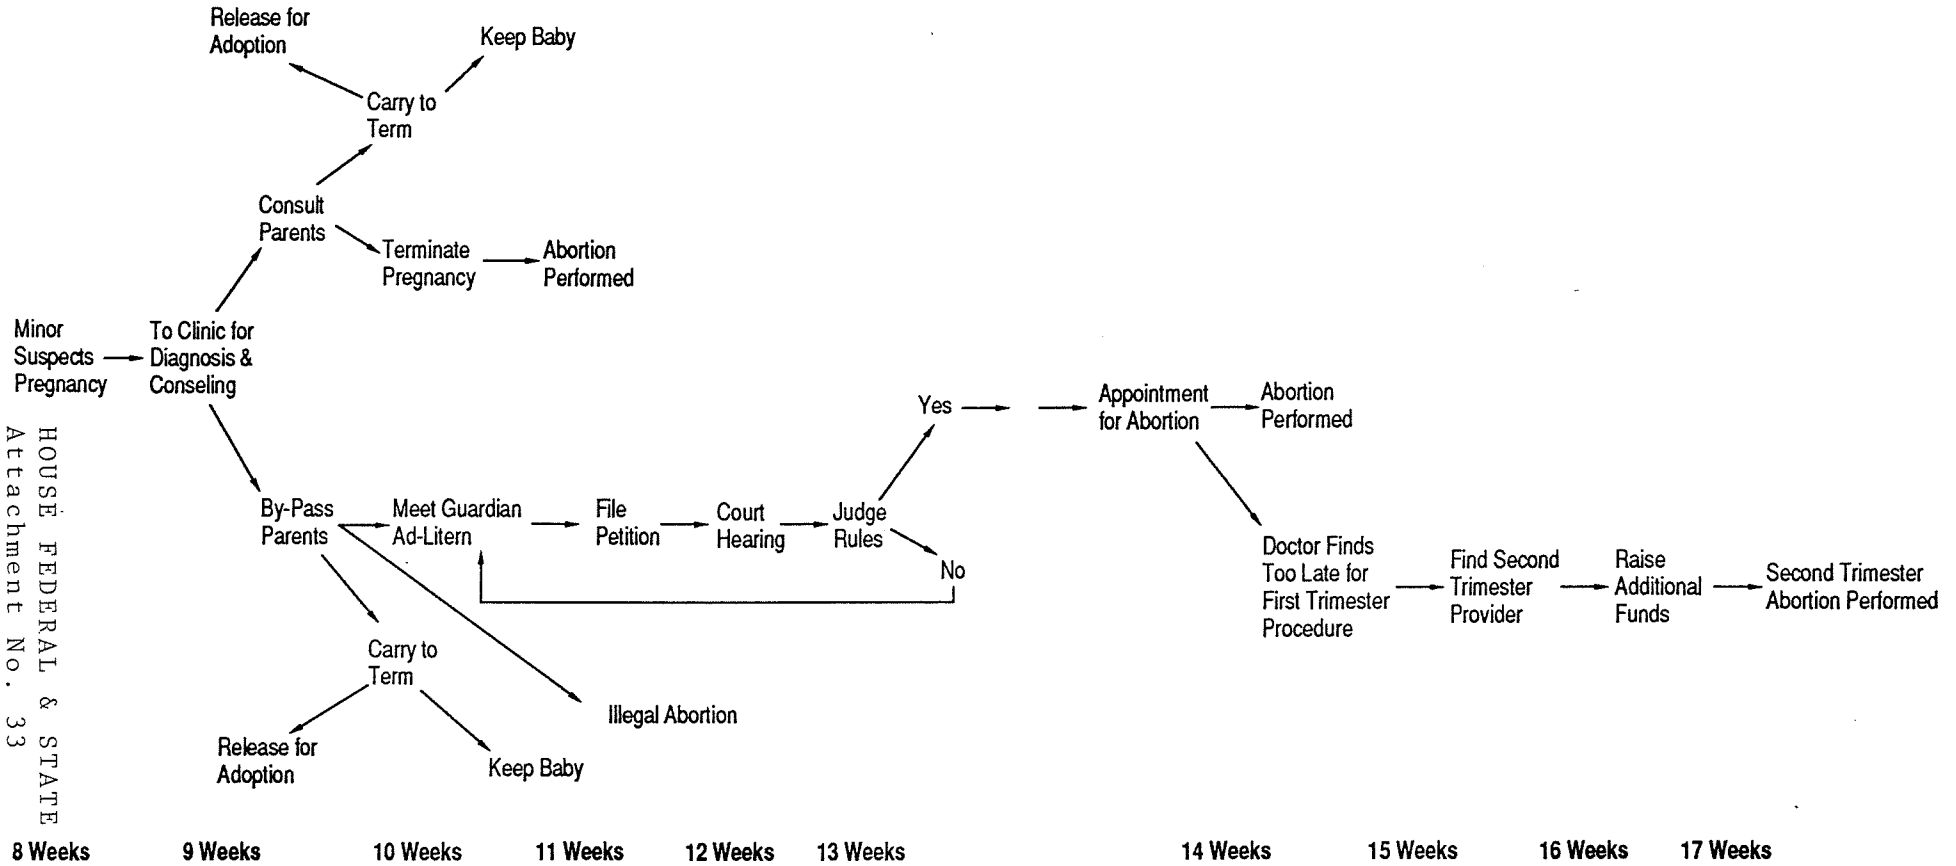 Release for
Adoption
Keep Baby
Carry to
Term
Consult
Parents
Terminate
Pregnancy
Abortion
Performed
Minor
Suspects
Pregnancy
To Clinic for
Diagnosis &
Conseling
Yes
Appointment
for Abortion
Abortion
Performed
By-Pass
Parents
Meet Guardian
Ad-Litern
File
Petition
Court
Hearing
Judge
Rules
No
Doctor Finds
Too Late for
First Trimester
Procedure
Find Second
Trimester
Provider
Raise
Additional
Funds
Second Trimester
Abortion Performed
Carry to
Term
Illegal Abortion
Release for
Adoption
Keep Baby
HOUSE FEDERAL & STATE
Attachment No. 33
8 Weeks
9 Weeks
10 Weeks
11 Weeks
12 Weeks
13 Weeks
14 Weeks
15 Weeks
16 Weeks
17 Weeks